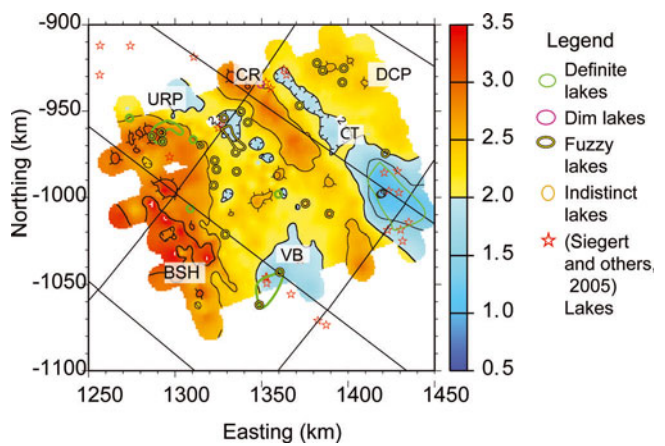 -900
-950
-1000
-1050
-1100
Northing (km)
1250
1300
1350
1400
1450
Easting (km)
URP
CR
DCP
CT
BSH
VB
2
3.5
3.0
2.5
2.0
1.5
1.0
0.5
Legend
Definite
lakes
Dim lakes
Fuzzy
lakes
Indistinct
lakes
(Siegert
and others,
2005)
Lakes